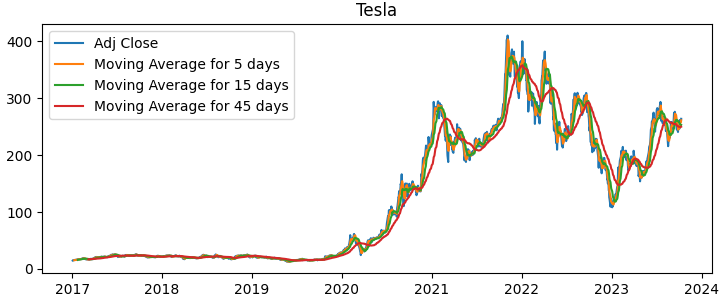 Tesla
Adj Close
Moving Average for 5 days
Moving Average for 15 days
Moving Average for 45 days
400
300
200
100
0
2017 2018 2019 2020 2021 2022 2023 2024